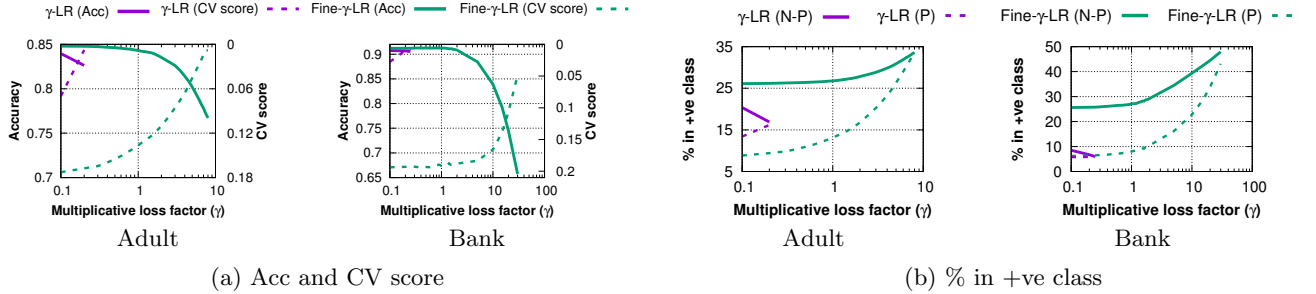 γ-LR (Acc) γ-LR (CV score) Fine-γ-LR (Acc) Fine-γ-LR (CV score)
0.85 0.8 0.75 0.7
Accuracy
0 0.06 0.12 0.18
CV score
0.1 1 10
Multiplicative loss factor (γ)
Adult
0.9 0.85 0.8 0.75 0.7 0.65
Accuracy
0 0.05 0.1 0.15 0.2
CV score
0.1 1 10 100
Multiplicative loss factor (γ)
Bank
(a) Acc and CV score
γ-LR (N-P) γ-LR (P) Fine-γ-LR (N-P) Fine-γ-LR (P)
35 25 15 5
% in +ve class
0.1 1 10
Multiplicative loss factor (γ)
Adult
50 40 30 20 10 0
% in +ve class
0.1 1 10 100
Multiplicative loss factor (γ)
Bank
(b) % in +ve class